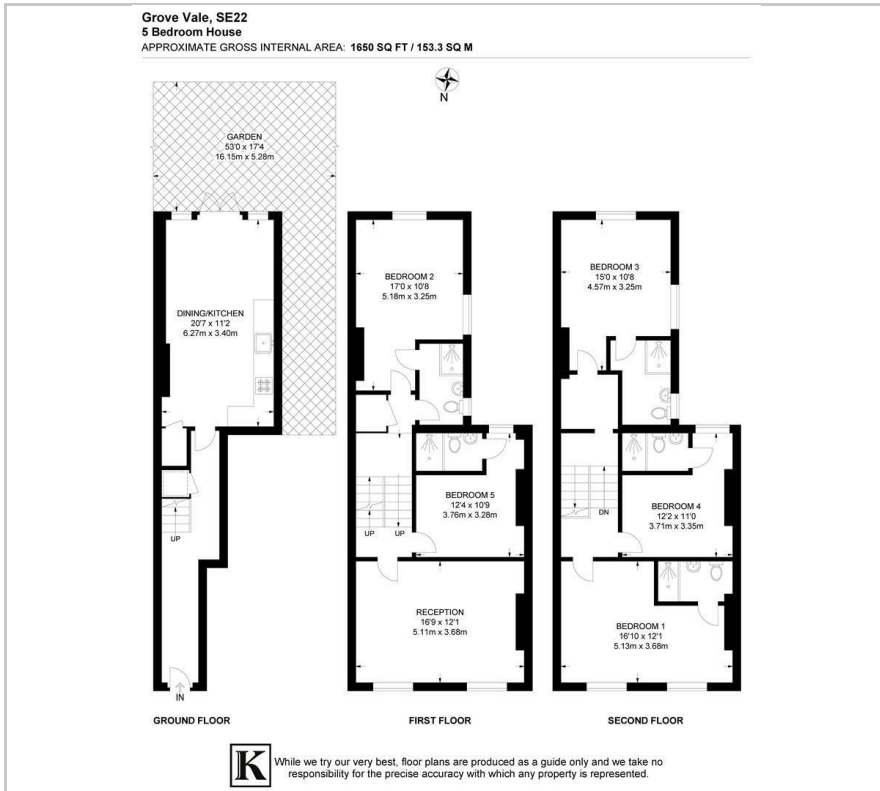 Grove Vale, SE22
5 Bedroom House
APPROXIMATE GROSS INTERNAL AREA: 1650 SQ FT / 153.3 SQ M
N
GARDEN
53'0 x 17'4
16.15m x 5.28m
DINING/KITCHEN
20'7 x 11'2
6.27m x 3.40m
UP
IN
GROUND FLOOR
BEDROOM 2
17'0 x 10'8
5.18m x 3.25m
BEDROOM 5
12'4 x 10'9
3.76m x 3.28m
UP
UP
RECEPTION
16'9 x 12'1
5.11m x 3.68m
FIRST FLOOR
BEDROOM 3
15'0 x 10'8
4.57m x 3.25m
BEDROOM 4
12'2 x 11'0
3.71m x 3.35m
DN
BEDROOM 1
16'10 x 12'1
5.13m x 3.68m
SECOND FLOOR
K
While we try our very best, floor plans are produced as a guide only and we take no
responsibility for the precise accuracy with which any property is represented.